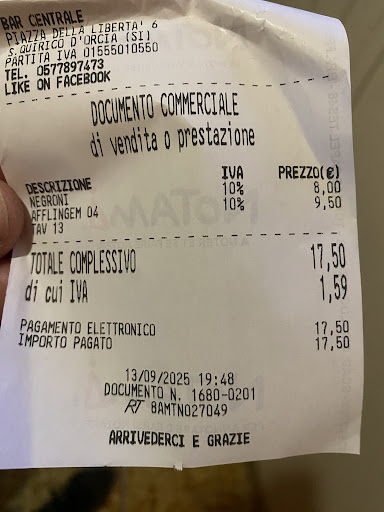 BAR CENTRALE
PIAZZA DELLA LIBERTA' 6
S.QUIRICO D'ORCIA (SI)
PARTITA IVA 01555010550
TEL. 0577897473
LIKE ON FACEBOOK
DOCUMENTO COMMERCIALE
di vendita o prestazione
DESCRIZIONE IVA PREZZO(€)
NEGRONI 10% 8,00
AFFLINGEM 04 10% 9,50
TAV 13
TOTALE COMPLESSIVO 17,50
di cui IVA 1,59
PAGAMENTO ELETTRONICO 17,50
IMPORTO PAGATO 17,50
13/09/2025 19:48
DOCUMENTO N. 1680-0201
RT 8AMTN027049
ARRIVEDERCI E GRAZIE